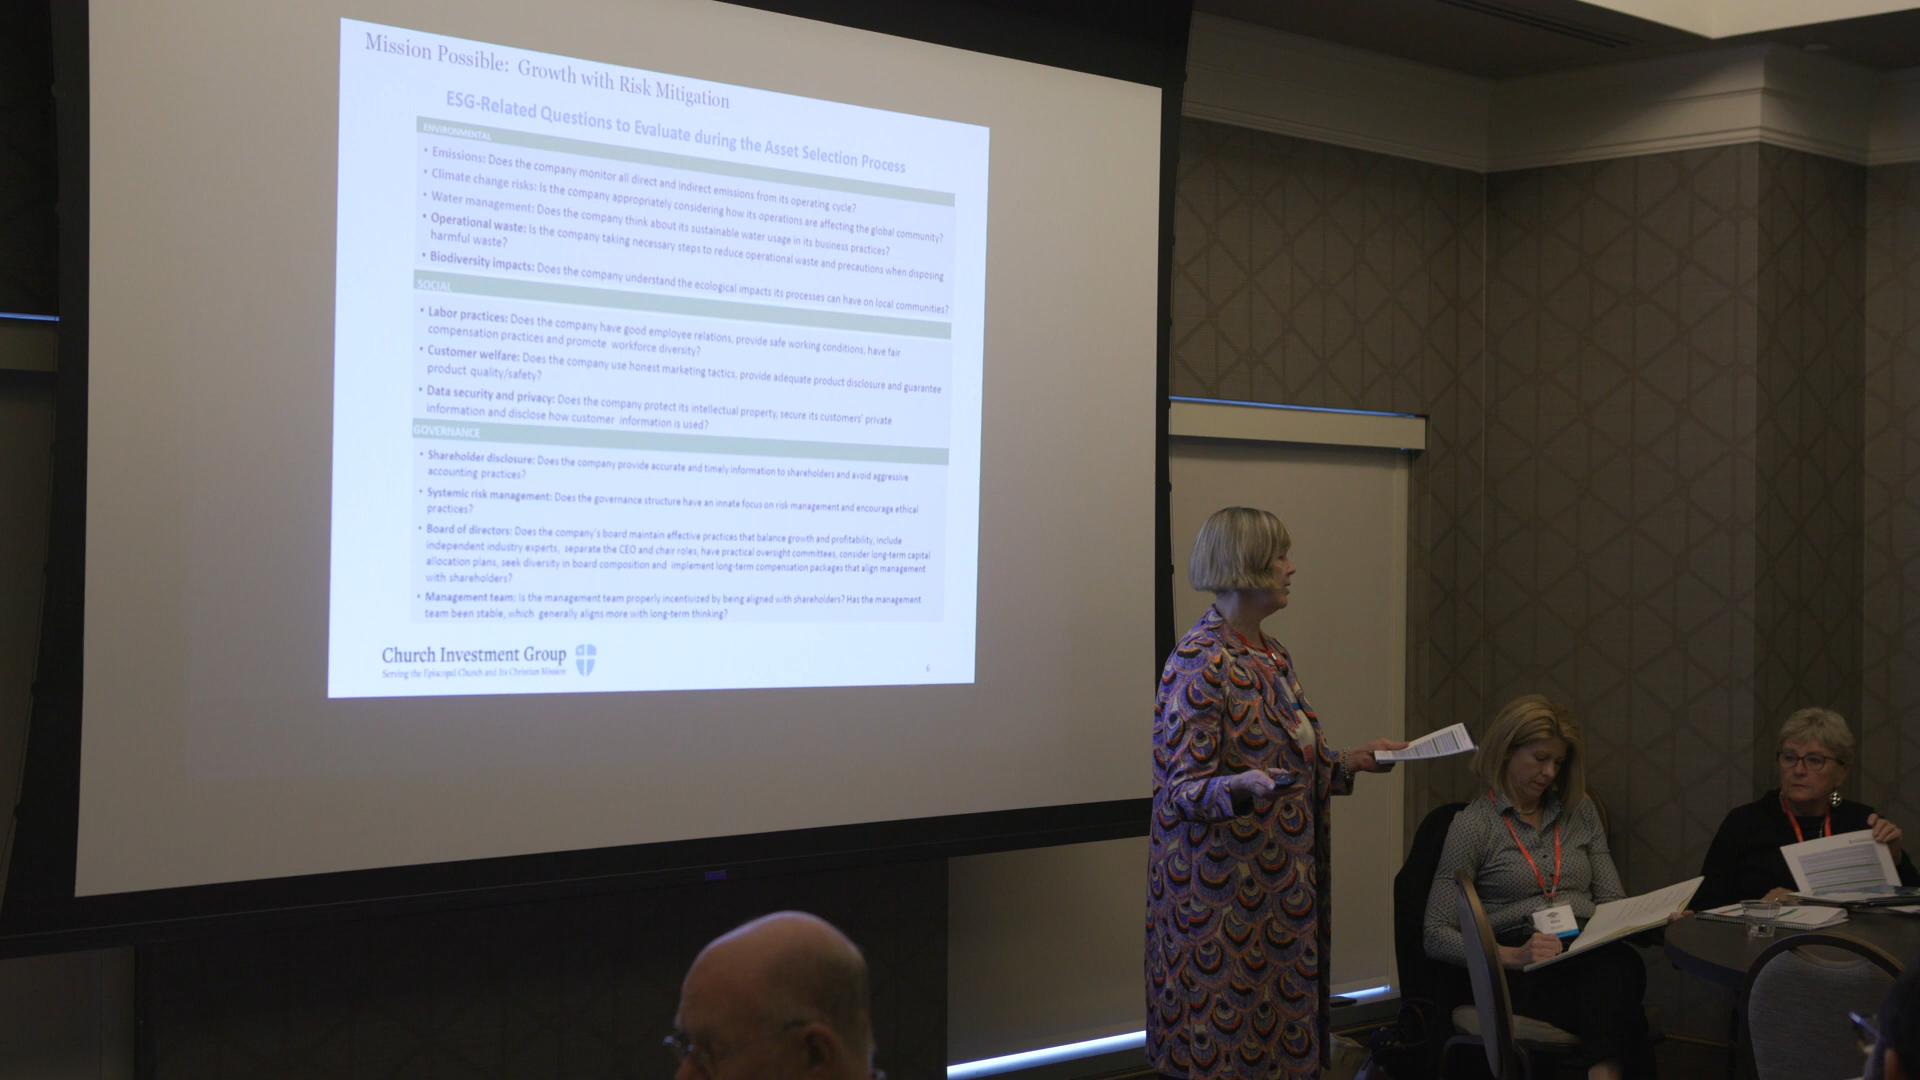 Mission Possible: Growth with Risk Mitigation
ESG-Related Questions to Evaluate during the Asset Selection Process
ENVIRONMENTAL
• Emissions: Does the company monitor all direct and indirect emissions from its operating cycle?
• Climate change risks: Is the company appropriately considering how its operations are affecting the global community?
• Water management: Does the company think about its sustainable water usage in its business practices?
• Operational waste: Is the company taking necessary steps to reduce operational waste and precautions when disposing
harmful waste?
• Biodiversity impacts: Does the company understand the ecological impacts its processes can have on local communities?
SOCIAL
• Labor practices: Does the company have good employee relations, provide safe working conditions, have fair
compensation practices and promote workforce diversity?
• Customer welfare: Does the company use honest marketing tactics, provide adequate product disclosure and guarantee
product quality/safety?
• Data security and privacy: Does the company protect its intellectual property, secure its customers' private
information and disclose how customer information is used?
GOVERNANCE
• Shareholder disclosure: Does the company provide accurate and timely information to shareholders and avoid aggressive
accounting practices?
• Systemic risk management: Does the governance structure have an innate focus on risk management and encourage ethical
practices?
• Board of directors: Does the company's board maintain effective practices that balance growth and profitability, include
independent industry experts, separate the CEO and chair roles, have practical oversight committees, consider long-term capital
allocation plans, seek diversity in board composition and implement long-term compensation packages that align management
with shareholders?
• Management team: Is the management team properly incentivized by being aligned with shareholders? Has the management
team been stable, which generally aligns more with long-term thinking?
Church Investment Group
Serving the Episcopal Church and Its Christian Mission
6